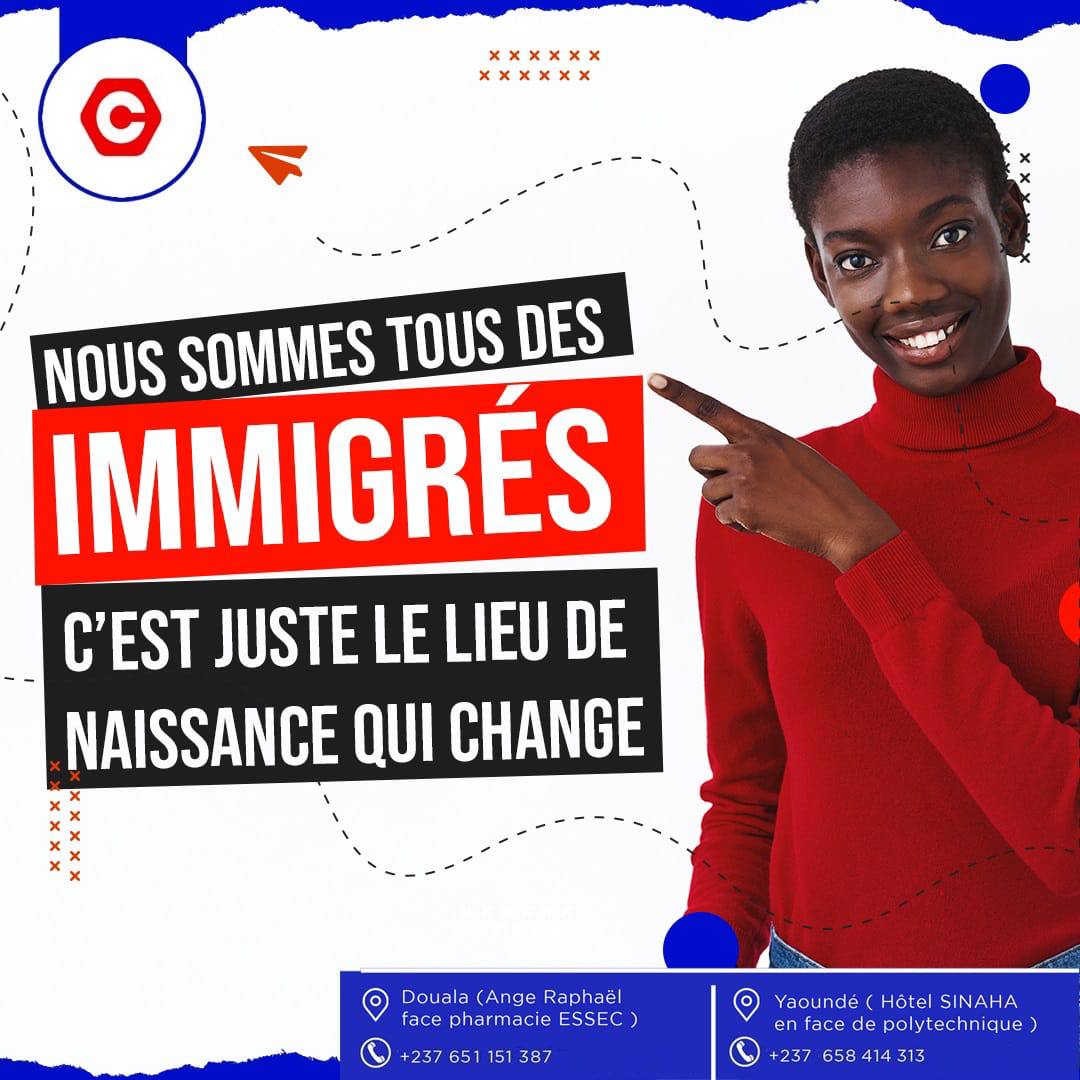 C
NOUS SOMMES TOUS DES
IMMIGRÉS
C'EST JUSTE LE LIEU DE
NAISSANCE QUI CHANGE
Douala (Ange Raphaël
face pharmacie ESSEC )
+237 651 151 387
Yaoundé ( Hôtel SINAHA
en face de polytechnique )
+237 658 414 313